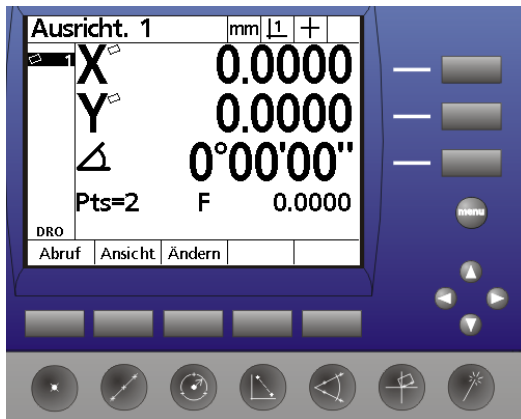 Ausricht. 1 mm 1
1 X 0.0000
Y 0.0000
0°00'00"
Pts=2 F 0.0000
DRO
Abruf Ansicht Ändern
menu